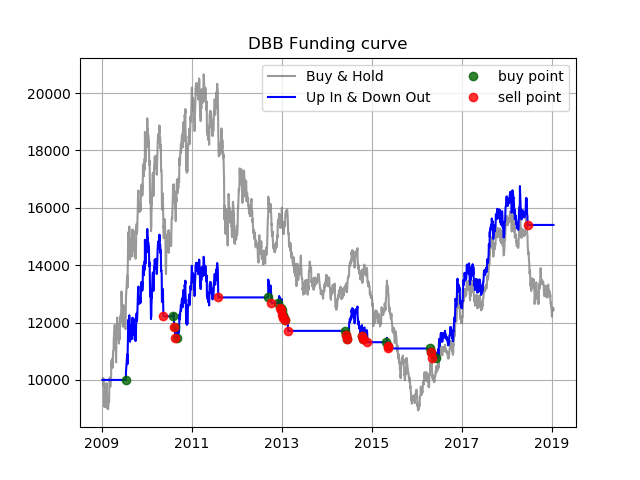 DBB Funding curve
Buy & Hold
Up In & Down Out
buy point
sell point
20000
18000
16000
14000
12000
10000
2009 2011 2013 2015 2017 2019